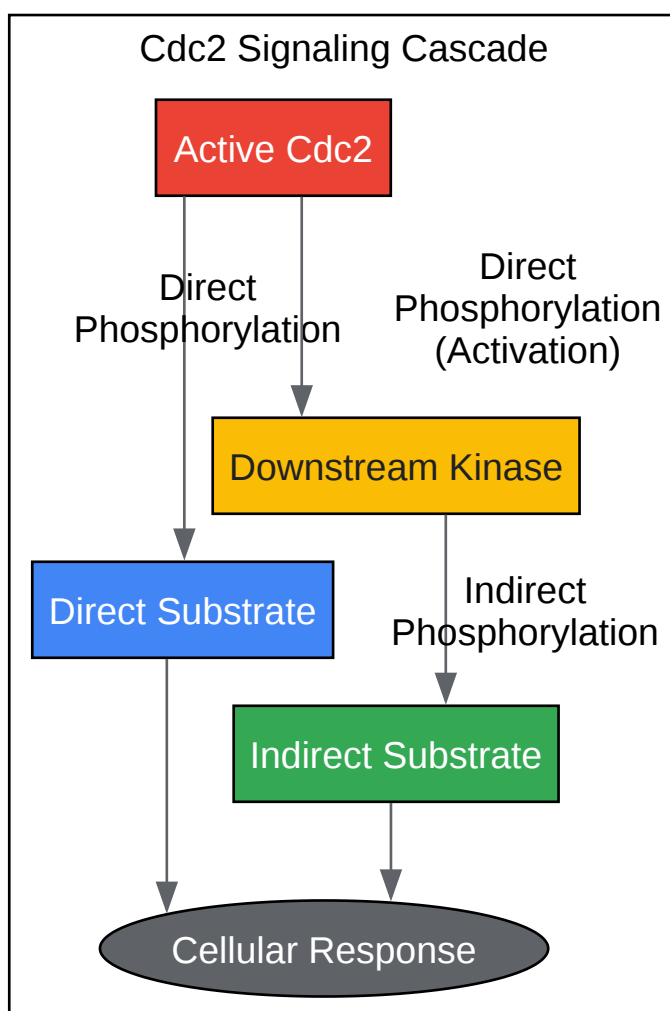 Cdc2 Signaling Cascade
Active Cdc2
Direct
Phosphorylation
Direct
Phosphorylation
(Activation)
Downstream Kinase
Direct Substrate
Indirect
Phosphorylation
Indirect Substrate
Cellular Response